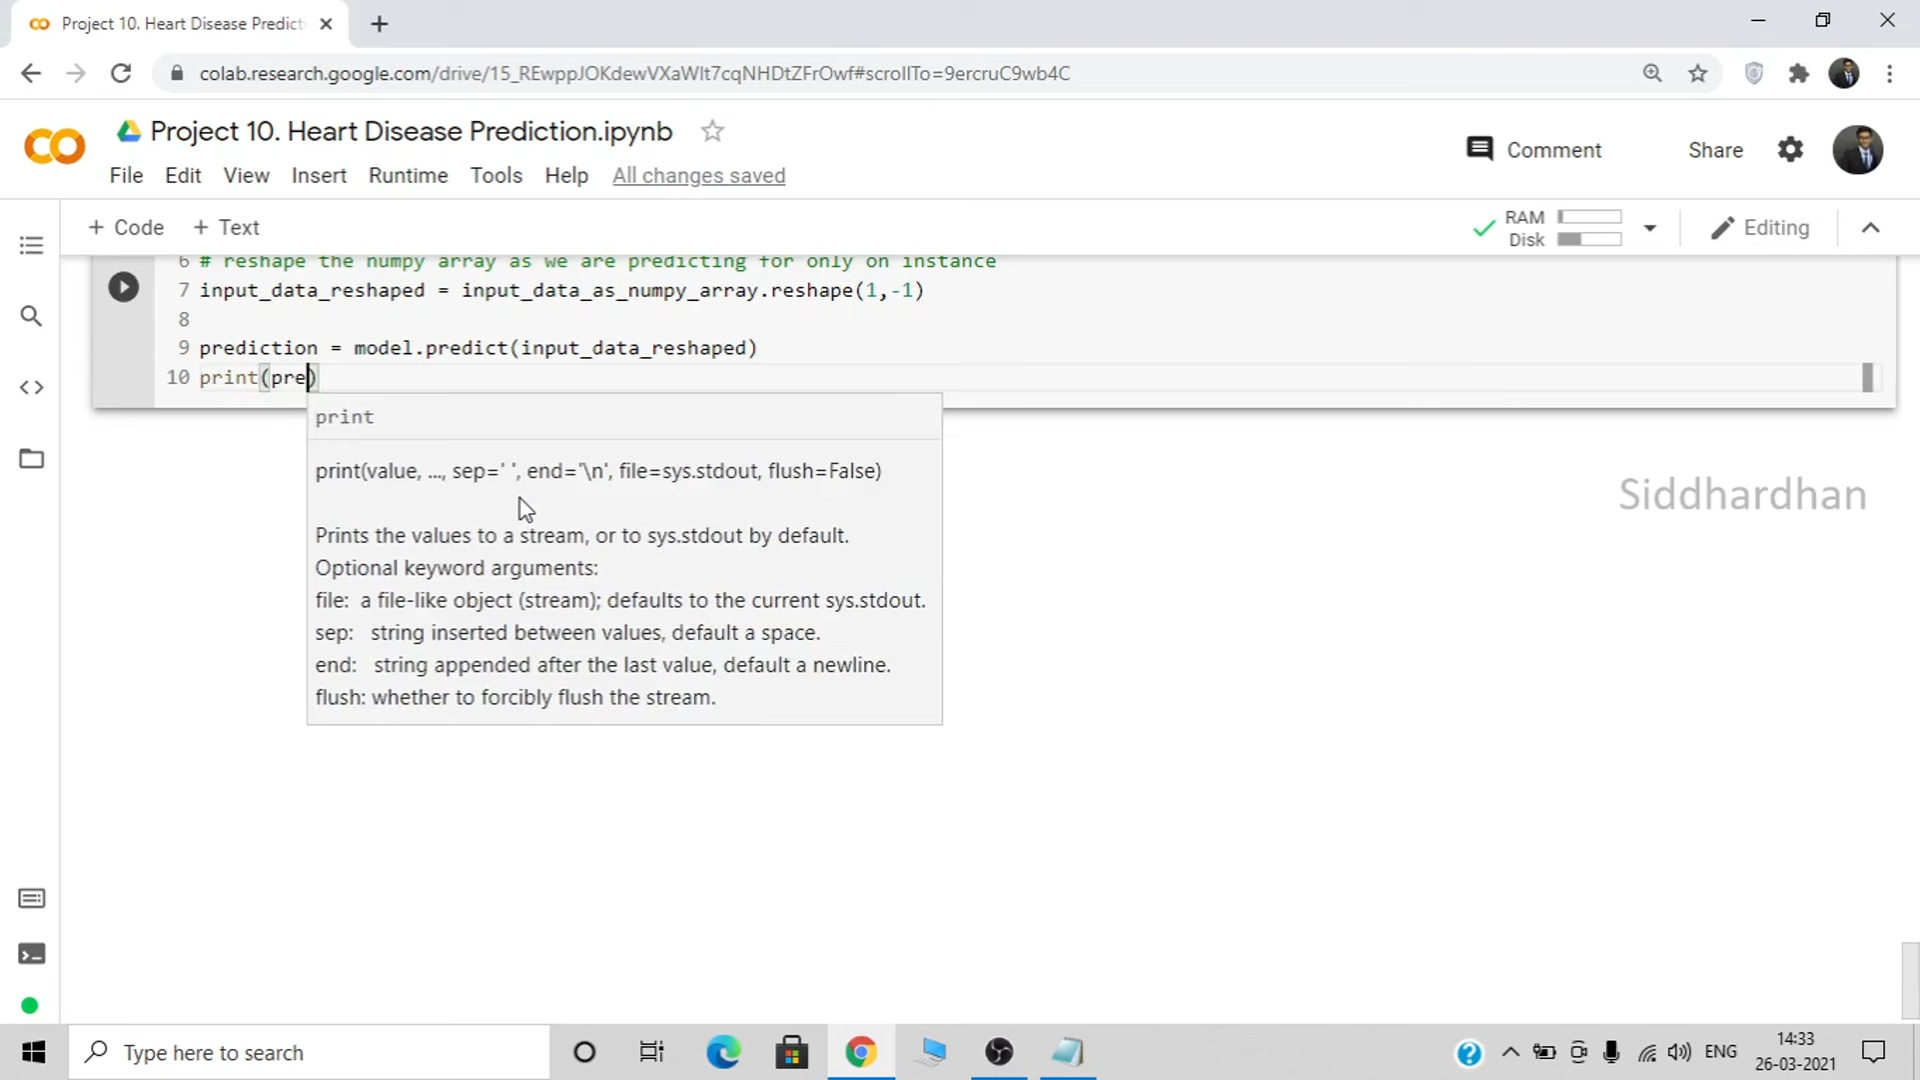 Project 10. Heart Disease Predicti
colab.research.google.com/drive/15_REwppJOKdewVXaWIt7cqNHDtZFrOwf#scrollTo=9ercruC9wb4C
Project 10. Heart Disease Prediction.ipynb
Comment
Share
File Edit View Insert Runtime Tools Help All changes saved
+ Code + Text
RAM
Disk
Editing
6 # reshape the numpy array as we are predicting for only on instance
7 input_data_reshaped = input_data_as_numpy_array.reshape(1,-1)
8
9 prediction = model.predict(input_data_reshaped)
10 print(pre)
print
print(value, ..., sep=' ', end='\n', file=sys.stdout, flush=False)
Prints the values to a stream, or to sys.stdout by default.
Optional keyword arguments:
file: a file-like object (stream); defaults to the current sys.stdout.
sep: string inserted between values, default a space.
end: string appended after the last value, default a newline.
flush: whether to forcibly flush the stream.
Siddhardhan
Type here to search
ENG
14:33
26-03-2021